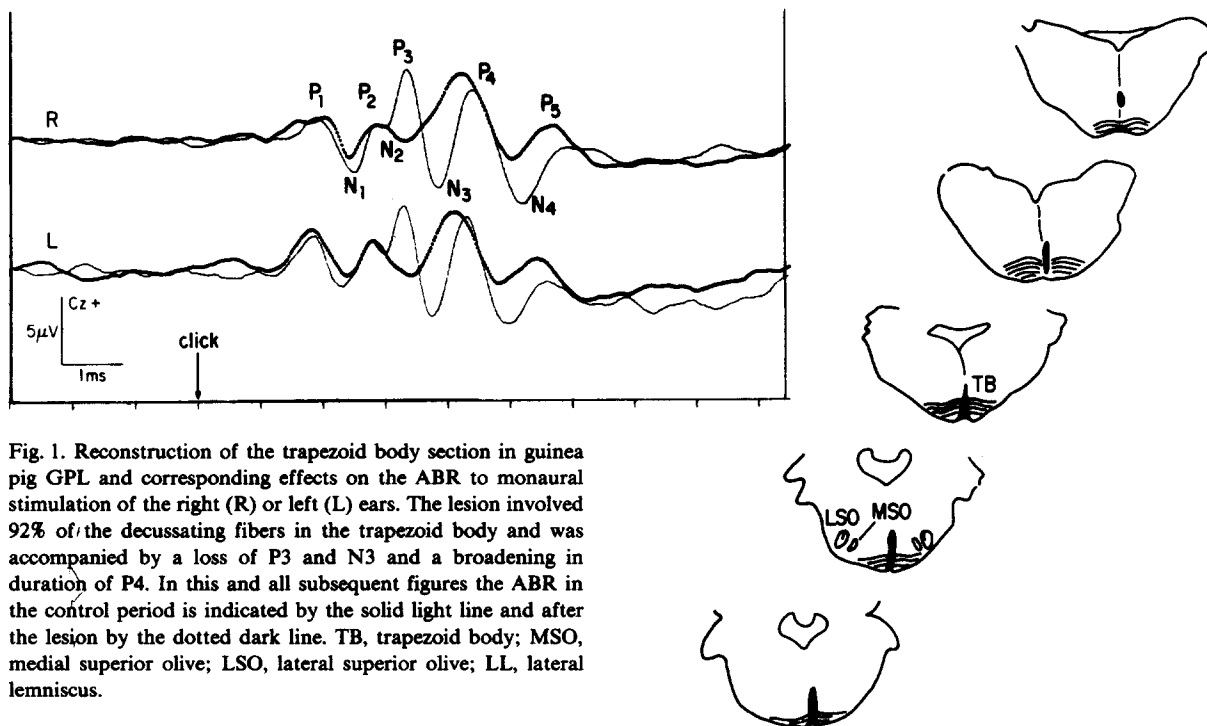 R
P1
P2
P3
P4
P5
N1
N2
N3
N4
L
Cz +
5μV
1ms
click
TB
LSO
MSO
Fig. 1. Reconstruction of the trapezoid body section in guinea
pig GPL and corresponding effects on the ABR to monaural
stimulation of the right (R) or left (L) ears. The lesion involved
92% of the decussating fibers in the trapezoid body and was
accompanied by a loss of P3 and N3 and a broadening in
duration of P4. In this and all subsequent figures the ABR in
the control period is indicated by the solid light line and after
the lesion by the dotted dark line. TB, trapezoid body; MSO,
medial superior olive; LSO, lateral superior olive; LL, lateral
lemniscus.